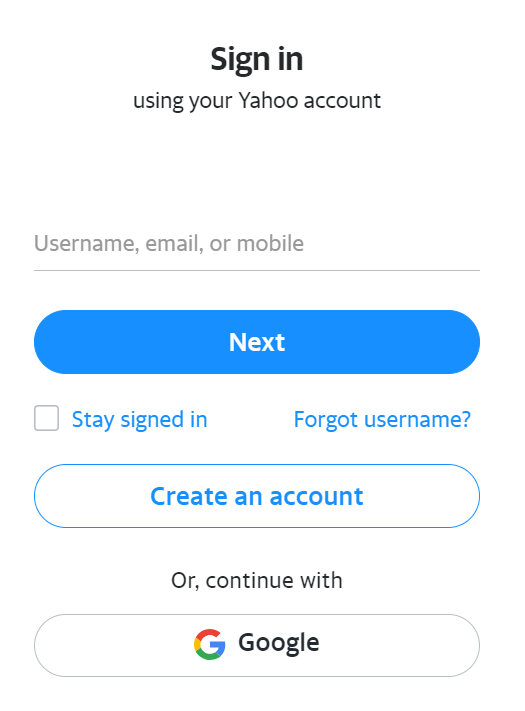 Sign in
using your Yahoo account
Username, email, or mobile
Next
Stay signed in
Forgot username?
Create an account
Or, continue with
Google